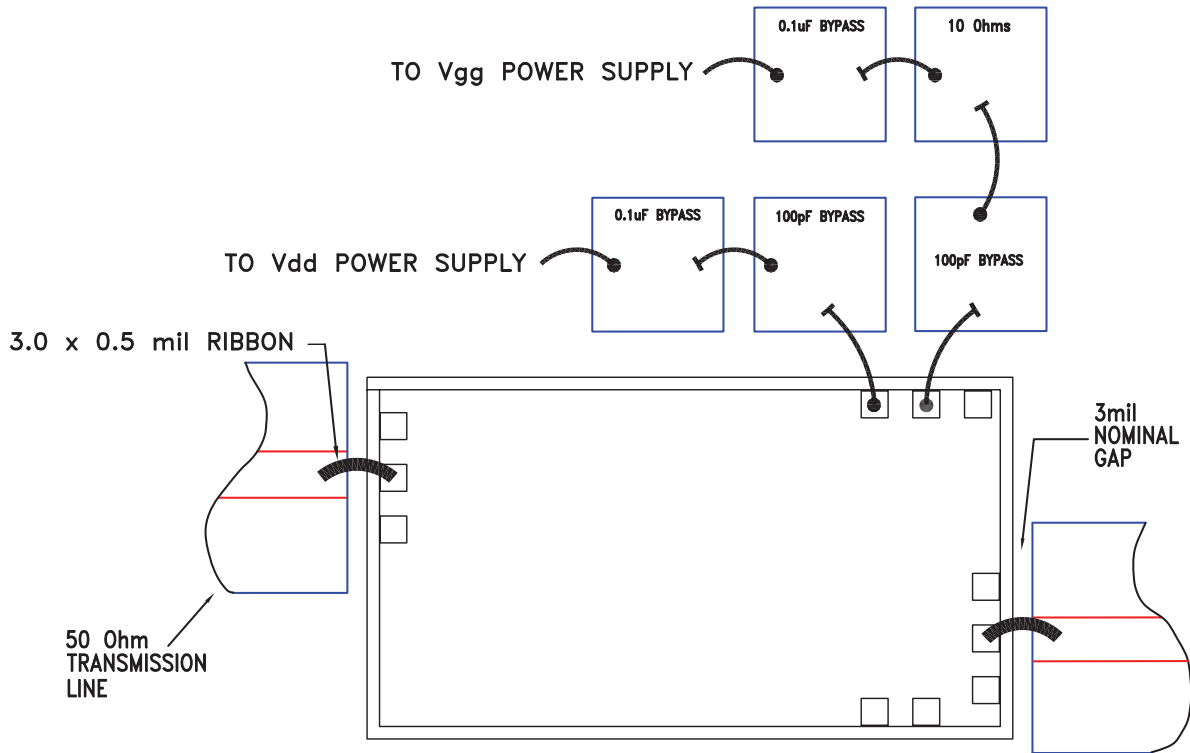 0.1uF BYPASS
10 Ohms
TO Vgg POWER SUPPLY
0.1uF BYPASS
100pF BYPASS
100pF BYPASS
TO Vdd POWER SUPPLY
3.0 x 0.5 mil RIBBON
3mil
NOMINAL
GAP
50 Ohm
TRANSMISSION
LINE